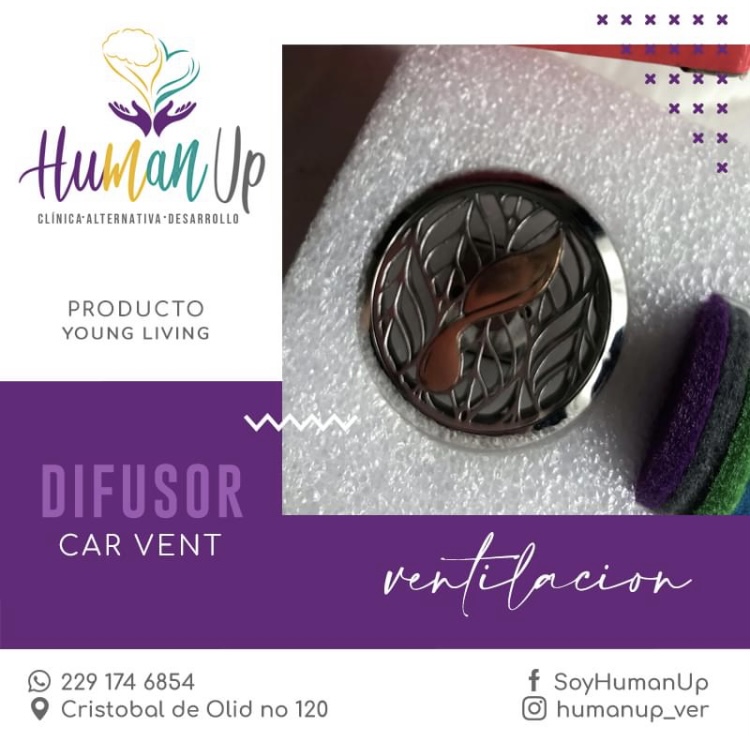 HumanUp
CLÍNICA·ALTERNATIVA·DESARROLLO
PRODUCTO
YOUNG LIVING
DIFUSOR
CAR VENT
ventilacion
229 174 6854
Cristobal de Olid no 120
SoyHumanUp
humanup_ver